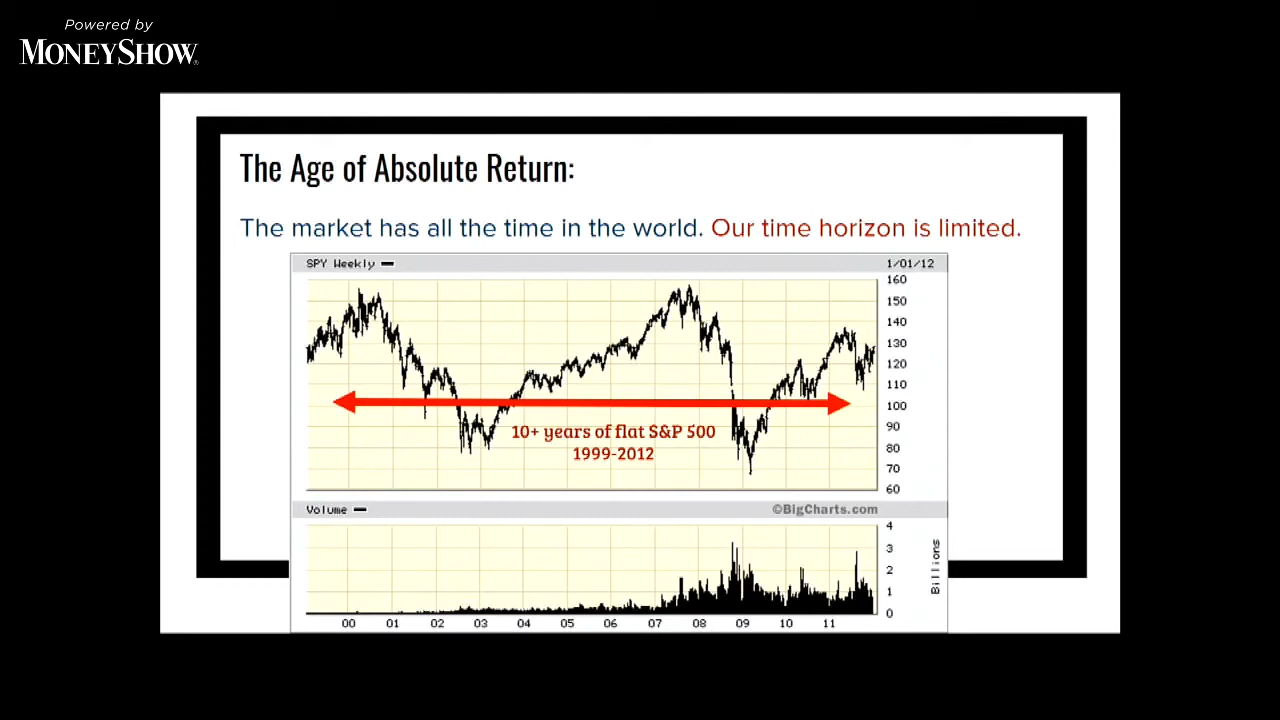 Powered by
MONEYSHOW®
The Age of Absolute Return:
The market has all the time in the world. Our time horizon is limited.
SPY Weekly
1/01/12
160
150
140
130
120
110
100
90
80
70
60
10+ years of flat S&P 500
1999-2012
Volume
©BigCharts.com
4
3
2
1
0
Billions
00 01 02 03 04 05 06 07 08 09 10 11